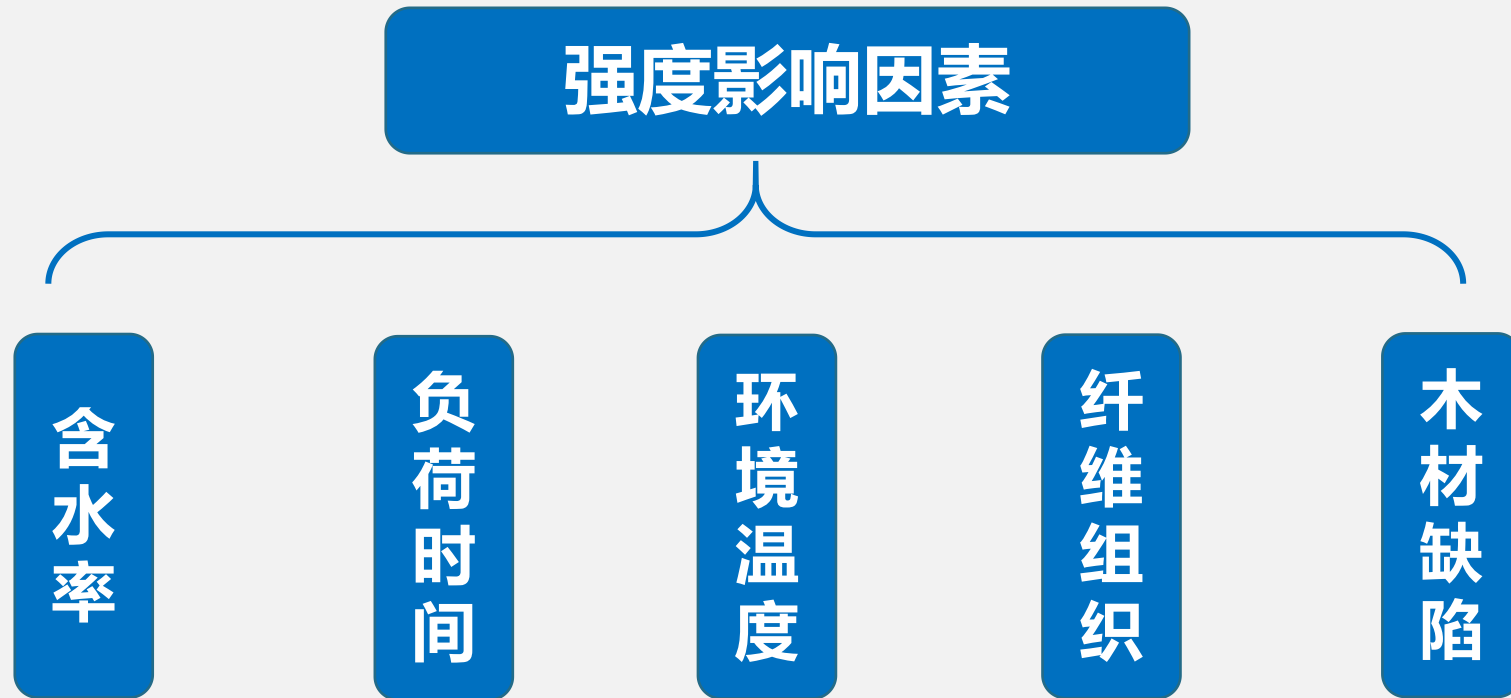 强度影响因素
含水率
负荷时间
环境温度
纤维组织
木材缺陷